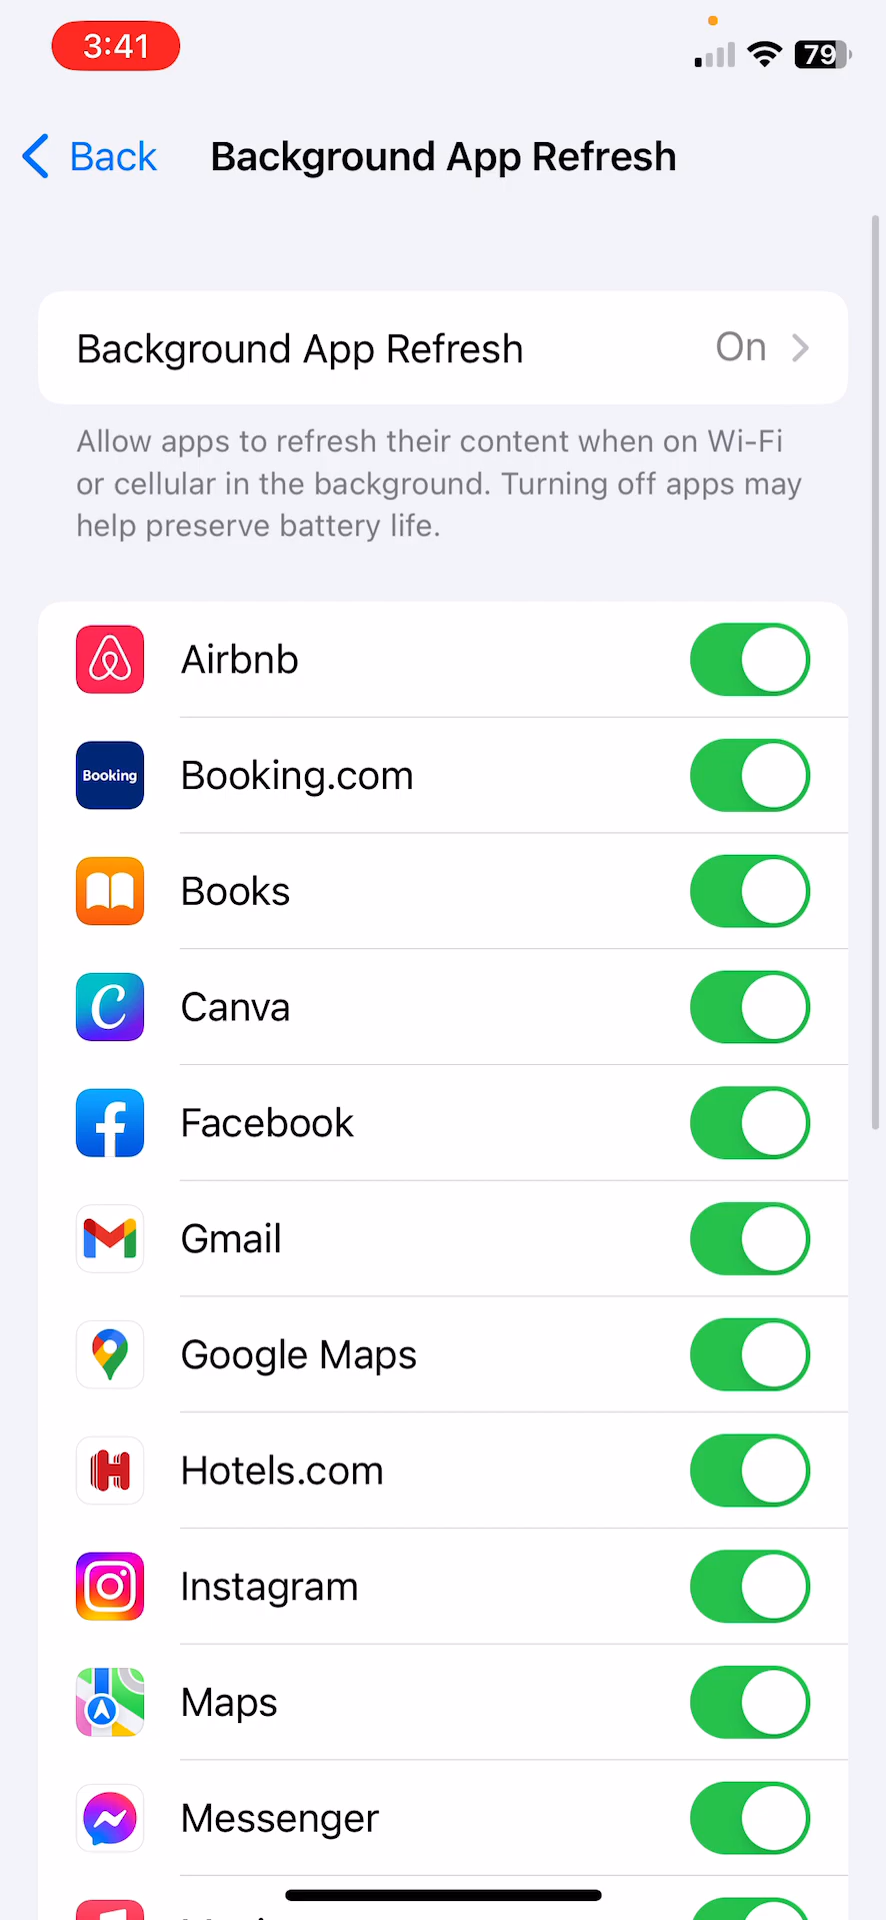 3:41
79
Back
Background App Refresh
Background App Refresh
On
Allow apps to refresh their content when on Wi-Fi
or cellular in the background. Turning off apps may
help preserve battery life.
Airbnb
Booking
Booking.com
Books
Canva
Facebook
Gmail
Google Maps
Hotels.com
Instagram
Maps
Messenger